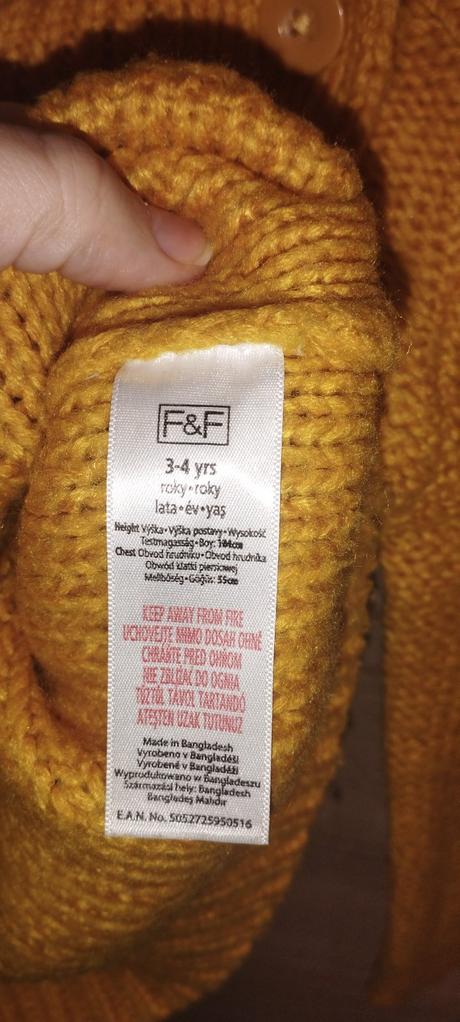 F&F
3-4 yrs
roky•roky
lata•év•yaş
Height Výška•Výška postavy•Wysokość
Testmagasság•Boy: 104cm
Chest Obvod hrudníku•Obvod hrudníka
Obwód klatki piersiowej
Mellbőség•Göğüs: 55cm
KEEP AWAY FROM FIRE
UCHOVEJTE MIMO DOSAH OHNĚ
CHRÁŇTE PRED OHŇOM
NIE ZBLIŻAĆ DO OGNIA
TŰZTŐL TÁVOL TARTANDÓ
ATEŞTEN UZAK TUTUNUZ
Made in Bangladesh
Vyrobeno v Bangladéši
Vyrobené v Bangladéši
Wyprodukowano w Bangladeszu
Származási hely: Bangladesh
Bangladeş Malıdır
E.A.N. No. 5052725950516